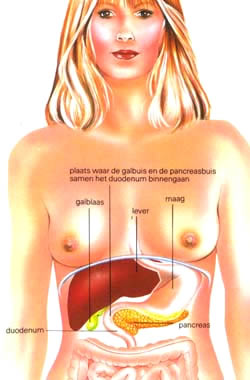 plaats waar de galbuis en de pancreasbuis
samen het duodenum binnengaan
galblaas
lever
maag
duodenum
pancreas